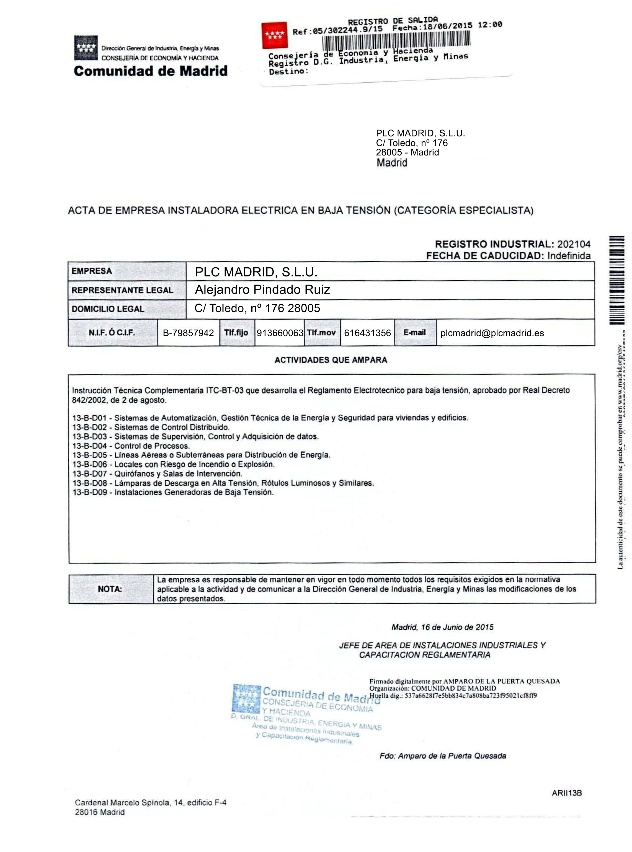 Dirección General de Industria, Energía y Minas
CONSEJERÍA DE ECONOMÍA Y HACIENDA
Comunidad de Madrid
REGISTRO DE SALIDA
Ref:05/302244.9/15 Fecha:18/06/2015 12:00
Consejería de Economía y Hacienda
Registro D.G. Industria, Energía y Minas
Destino:
PLC MADRID, S.L.U.
C/ Toledo, nº 176
28005 - Madrid
Madrid
ACTA DE EMPRESA INSTALADORA ELECTRICA EN BAJA TENSIÓN (CATEGORÍA ESPECIALISTA)
REGISTRO INDUSTRIAL: 202104
FECHA DE CADUCIDAD: Indefinida
EMPRESA PLC MADRID, S.L.U.
REPRESENTANTE LEGAL Alejandro Pindado Ruiz
DOMICILIO LEGAL C/ Toledo, nº 176 28005
N.I.F. Ó C.I.F. B-79857942 Tlf.fijo 913660063 Tlf.mov 616431356 E-mail plcmadrid@plcmadrid.es
ACTIVIDADES QUE AMPARA
Instrucción Técnica Complementaria ITC-BT-03 que desarrolla el Reglamento Electrotecnico para baja tensión, aprobado por Real Decreto
842/2002, de 2 de agosto.
13-B-D01 - Sistemas de Automatización, Gestión Técnica de la Energía y Seguridad para viviendas y edificios.
13-B-D02 - Sistemas de Control Distribuido.
13-B-D03 - Sistemas de Supervisión, Control y Adquisición de datos.
13-B-D04 - Control de Procesos.
13-B-D05 - Líneas Aéreas o Subterráneas para Distribución de Energía.
13-B-D06 - Locales con Riesgo de Incendio o Explosión.
13-B-D07 - Quirófanos y Salas de Intervención.
13-B-D08 - Lámparas de Descarga en Alta Tensión, Rótulos Luminosos y Similares.
13-B-D09 - Instalaciones Generadoras de Baja Tensión.
NOTA: La empresa es responsable de mantener en vigor en todo momento todos los requisitos exigidos en la normativa
aplicable a la actividad y de comunicar a la Dirección General de Industria, Energía y Minas las modificaciones de los
datos presentados.
Madrid, 16 de Junio de 2015
JEFE DE AREA DE INSTALACIONES INDUSTRIALES Y
CAPACITACION REGLAMENTARIA
Firmado digitalmente por AMPARO DE LA PUERTA QUESADA
Organización: COMUNIDAD DE MADRID
Huella dig.: 537a6628f7e5bb834c7a808ba723f95021cf8ff9
Comunidad de Madrid
CONSEJERIA DE ECONOMIA
Y HACIENDA
D. GRAL. DE INDUSTRIA, ENERGIA Y MINAS
Area de Instalaciones Industriales
y Capacitación Reglamentaria
Fdo: Amparo de la Puerta Quesada
ARII13B
Cardenal Marcelo Spínola, 14, edificio F-4
28016 Madrid
La autenticidad de este documento se puede comprobar en www.madrid.org/csv